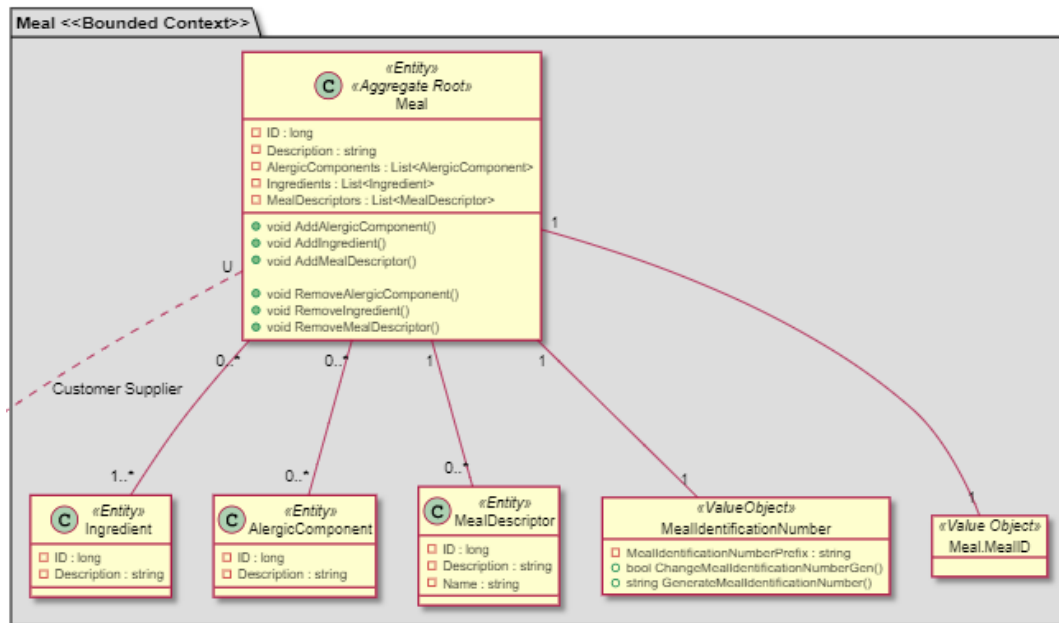 Meal <<Bounded Context>>
«Entity»
«Aggregate Root»
C
Meal
ID : long
Description : string
AlergicComponents : List<AlergicComponent>
Ingredients : List<Ingredient>
MealDescriptors : List<MealDescriptor>
void AddAlergicComponent()
void AddIngredient()
void AddMealDescriptor()
void RemoveAlergicComponent()
void RemoveIngredient()
void RemoveMealDescriptor()
1
U
0..*
0..*
1
1
Customer Supplier
1..*
0..*
0..*
1
1
«Entity»
C
Ingredient
ID : long
Description : string
«Entity»
C
AlergicComponent
ID : long
Description : string
«Entity»
C
MealDescriptor
ID : long
Description : string
Name : string
«ValueObject»
MealIdentificationNumber
MealIdentificationNumberPrefix : string
bool ChangeMealIdentificationNumberGen()
string GenerateMealIdentificationNumber()
«Value Object»
Meal.MealID